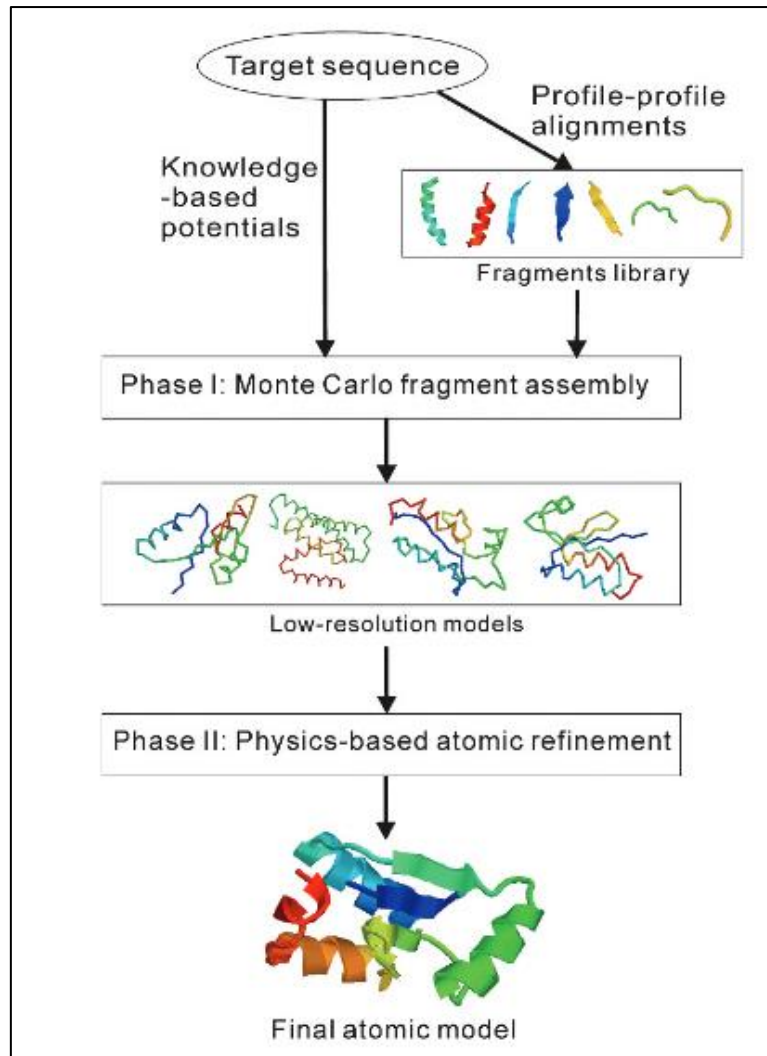 Target sequence
Profile-profile
alignments
Knowledge
-based
potentials
Fragments library
Phase I: Monte Carlo fragment assembly
Low-resolution models
Phase II: Physics-based atomic refinement
Final atomic model